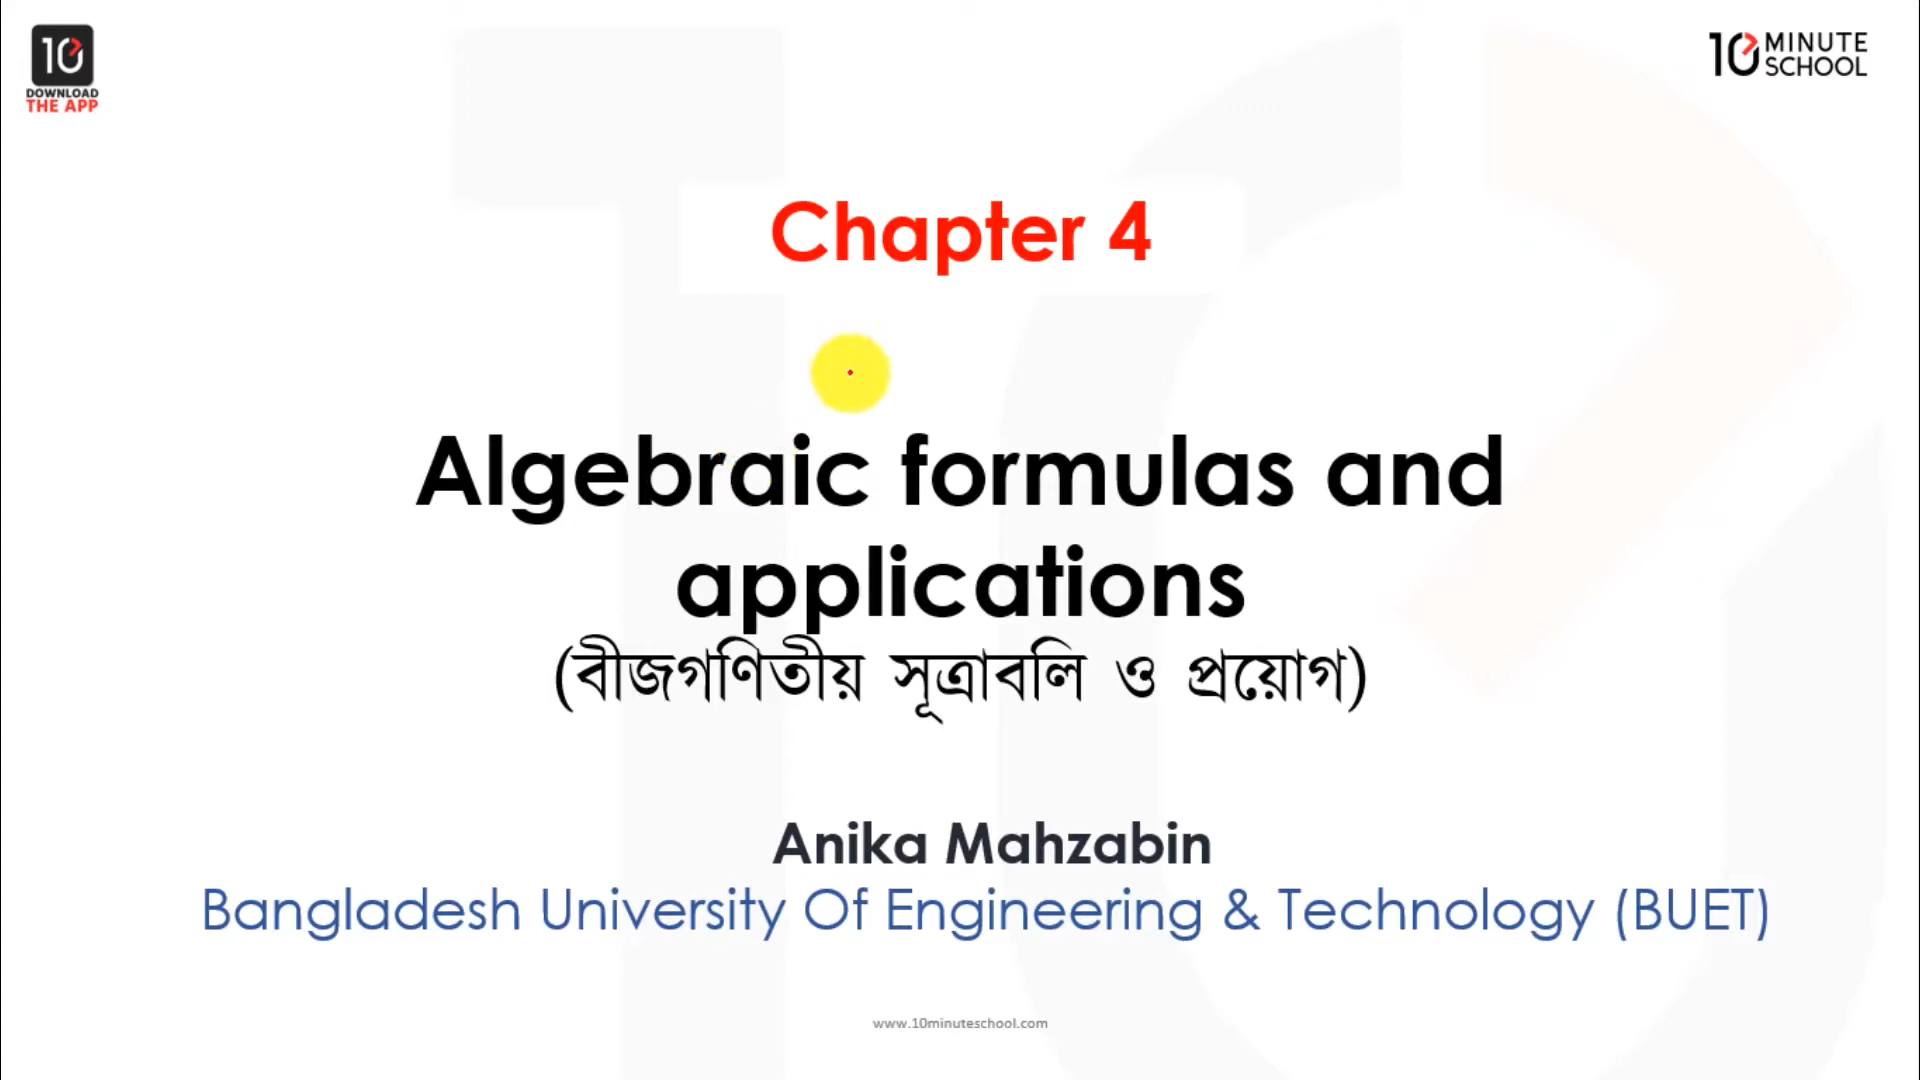 10
DOWNLOAD
THE APP
10 MINUTE
SCHOOL
Chapter 4
Algebraic formulas and
applications
(বীজগণিতীয় সূত্রাবলি ও প্রয়োগ)
Anika Mahzabin
Bangladesh University Of Engineering & Technology (BUET)
www.10minuteschool.com